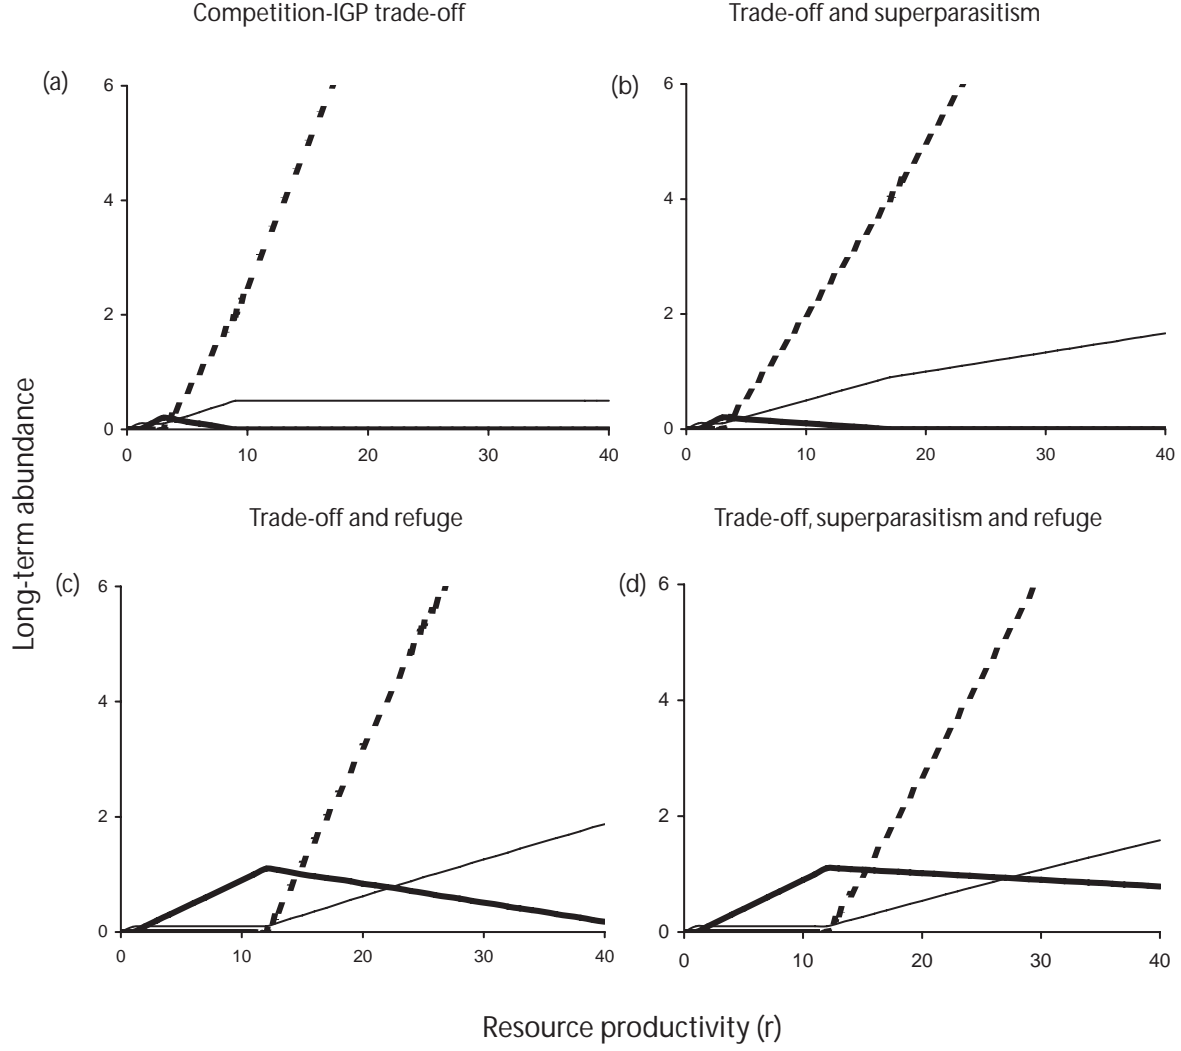 Competition-IGP trade-off
Trade-off and superparasitism
(a)
6
4
2
0
0 10 20 30 40
(b)
6
4
2
0
0 10 20 30 40
Long-term abundance
Trade-off and refuge
Trade-off, superparasitism and refuge
(c)
6
4
2
0
0 10 20 30 40
(d)
6
4
2
0
0 10 20 30 40
Resource productivity (r)